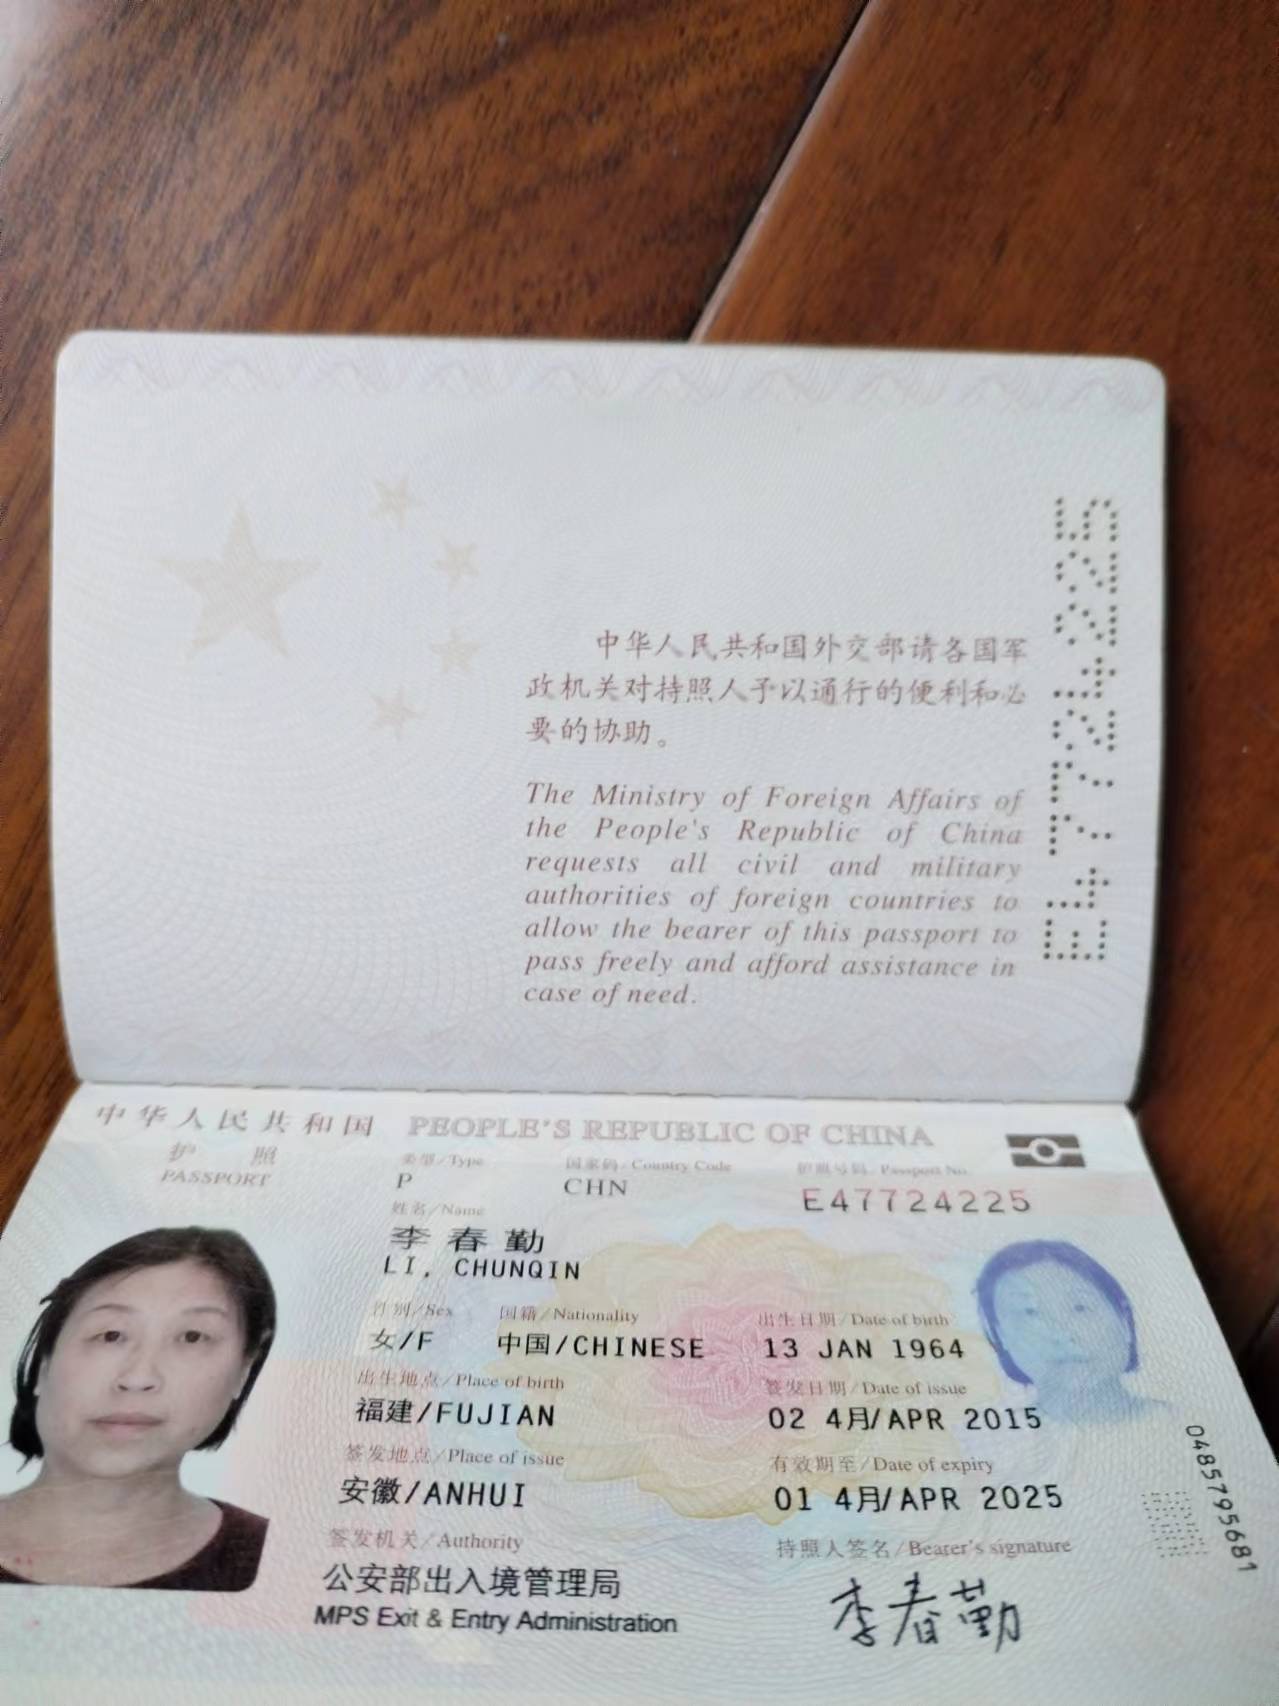 中华人民共和国外交部请各国军
政机关对持照人予以通行的便利和必
要的协助。
The Ministry of Foreign Affairs of
the People's Republic of China
requests all civil and military
authorities of foreign countries to
allow the bearer of this passport to
pass freely and afford assistance in
case of need.
E47724225
中华人民共和国 PEOPLE'S REPUBLIC OF CHINA
护 照
PASSPORT
类型/Type 国家码/Country Code 护照号码/Passport No.
P CHN E47724225
姓名/Name
李春勤
LI, CHUNQIN
性别/Sex 国籍/Nationality 出生日期/Date of birth
女/F 中国/CHINESE 13 JAN 1964
出生地点/Place of birth 签发日期/Date of issue
福建/FUJIAN 02 4月/APR 2015
签发地点/Place of issue 有效期至/Date of expiry
安徽/ANHUI 01 4月/APR 2025
签发机关/Authority 持照人签名/Bearer's signature
公安部出入境管理局
MPS Exit & Entry Administration
李春勤
0485795681